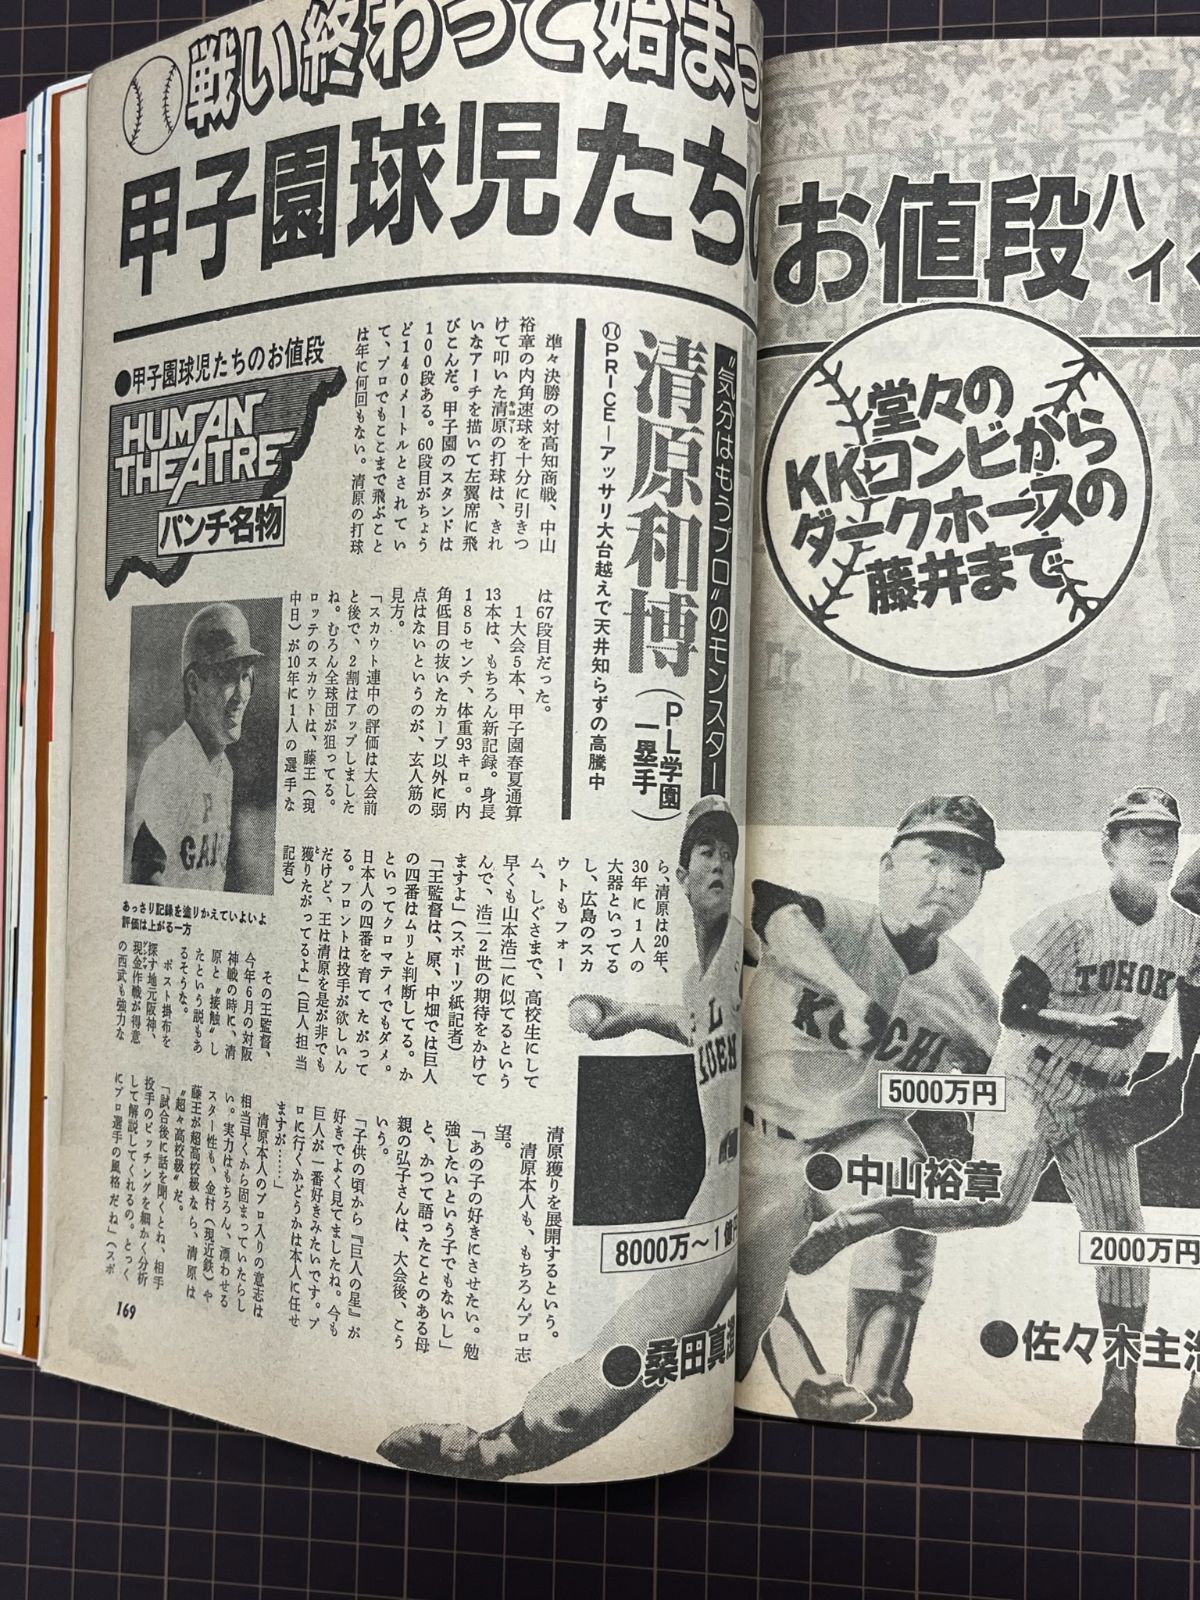 戦い終わって始まっ
甲子園球児たち
お値段ハイ
堂々の
KKコンビから
ダークホースの
藤井まで
●甲子園球児たちのお値段
HUMAN
THEATRE
パンチ名物
“気分はもうプロ”のモンスター
清原和博(PL学園一塁手)
PRICE―アッサリ大台越えで天井知らずの高騰中
準々決勝の対高知商戦、中山
裕章の内角速球を十分に引きつ
けて叩いた清原の打球は、きれ
いなアーチを描いて左翼席に飛
びこんだ。甲子園のスタンドは
100段ある。60段目がちょう
ど140メートルとされてい
て、プロでもここまで飛ぶこと
は年に何回もない。清原の打球
は67段目だった。
1大会5本、甲子園春夏通算
13本は、もちろん新記録。身長
185センチ、体重93キロ。内
角低目の抜いたカーブ以外に弱
点はないというのが、玄人筋の
見方。
「スカウト連中の評価は大会前
と後で、2割はアップしました
ね。むろん全球団が狙ってる。
ロッテのスカウトは、藤王(現
中日)が10年に1人の選手な
ら、清原は20年、
30年に1人の
大器といってる
し、広島のスカ
ウトもフォー
ム、しぐさまで、高校生にして
早くも山本浩二に似てるという
んで、浩二2世の期待をかけて
ますよ」(スポーツ紙記者)
「王監督は、原、中畑では巨人
の四番はムリと判断してる。か
といってクロマティでもダメ。
日本人の四番を育てたがって
る。フロントは投手が欲しいん
だけど、王は清原を是が非でも
獲りたがってるよ」(巨人担当
記者)
あっさり記録を塗りかえていよいよ
評価は上がる一方
その王監督、
今年6月の対阪
神戦の時に、清
原と“接触”し
たという説もあ
るそうな。
ポスト掛布を
探す地元阪神、
現金作戦が得意
の西武も強力な
清原獲りを展開するという。
清原本人も、もちろんプロ志
望。
「あの子の好きにさせたい。勉
強したいという子でもないし」
と、かつて語ったことのある母
親の弘子さんは、大会後、こう
いう。
「子供の頃から『巨人の星』が
好きでよく見てましたね。今も
巨人が一番好きみたいです。プ
ロに行くかどうかは本人に任せ
ますが……」
清原本人のプロ入りの意志は
相当早くから固まっていたらし
い。実力はもちろん、漂わせる
スター性も、金村(現近鉄)や
藤王が超高校級なら、清原は
“超々高校級”だ。
「試合後に話を聞くとね、相手
投手のピッチングを細かく分析
して解説してくれるの。とっく
にプロ選手の風格だね」(スポ
169
8000万～1億
●桑田真
KOCHI
5000万円
●中山裕章
TOHOK
2000万円
●佐々木主